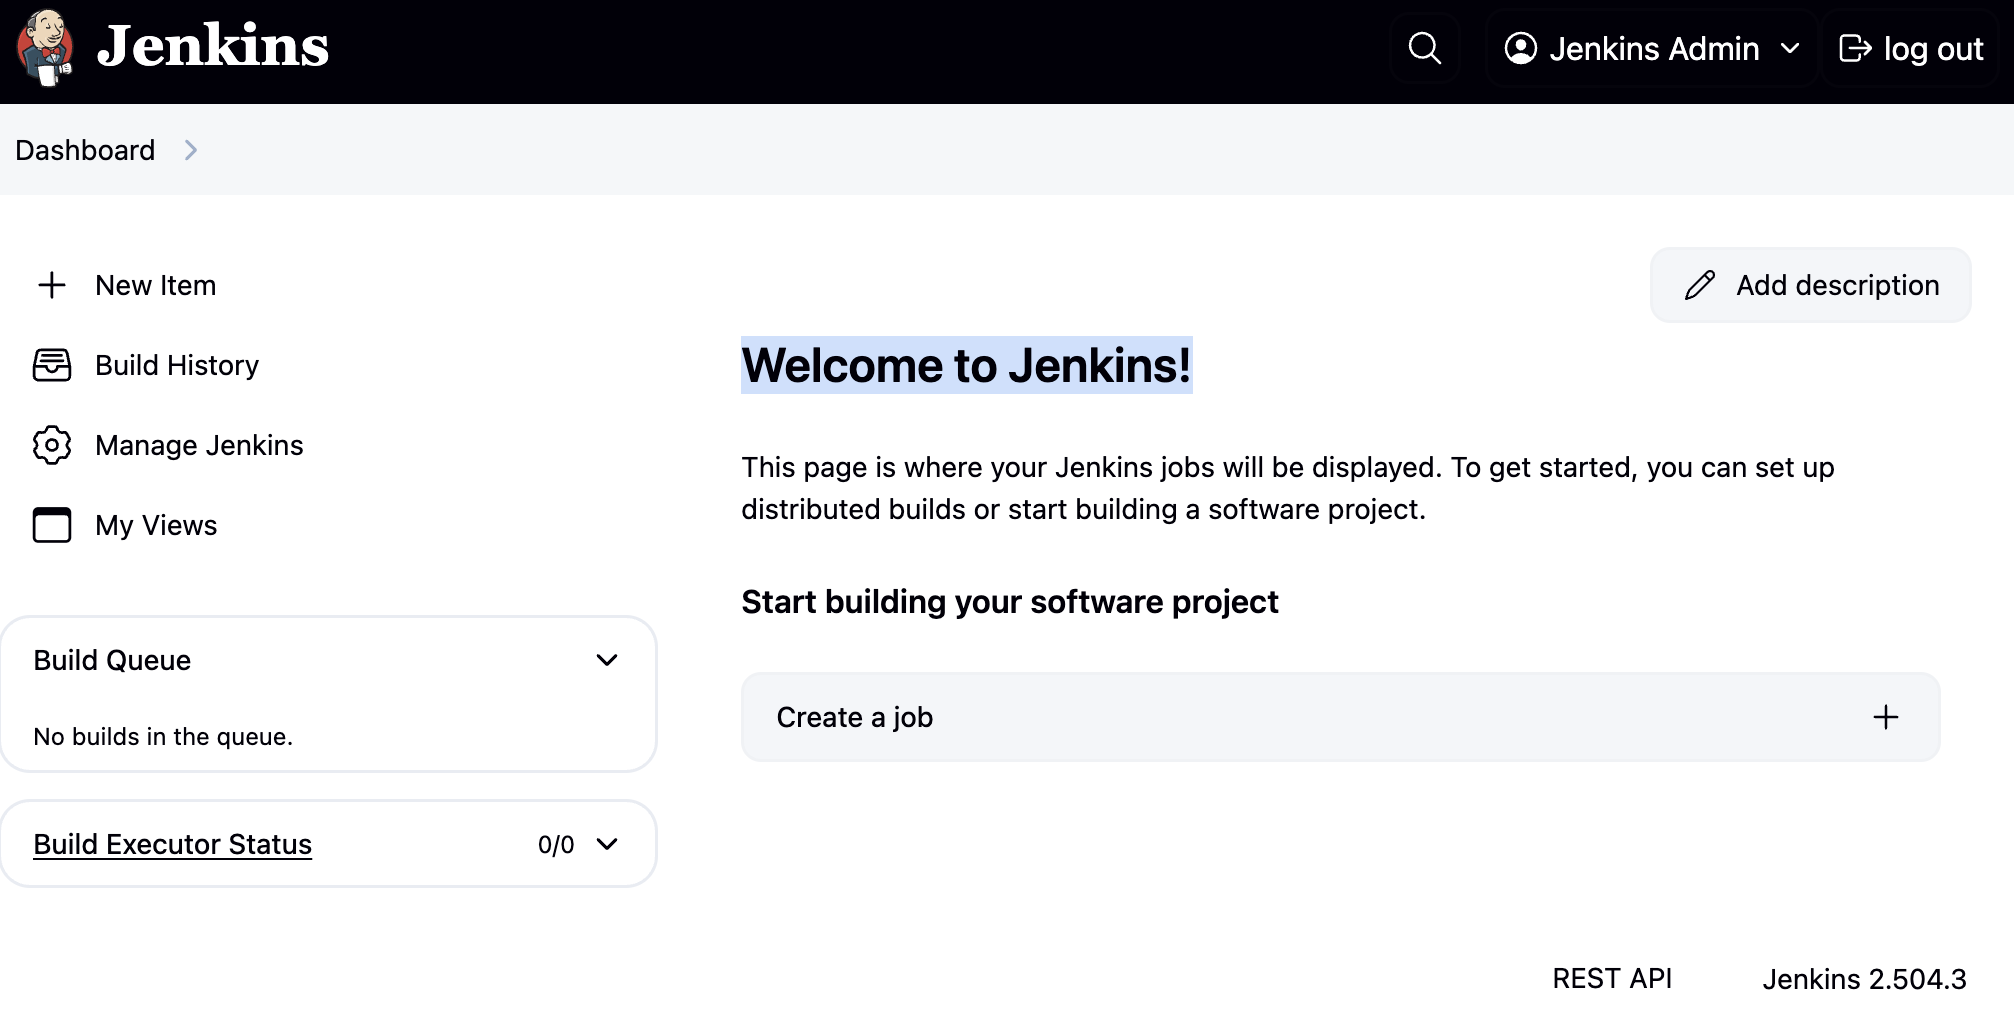 Jenkins
Jenkins Admin
log out
Dashboard
New Item
Build History
Manage Jenkins
My Views
Build Queue
No builds in the queue.
Build Executor Status
0/0
Add description
Welcome to Jenkins!
This page is where your Jenkins jobs will be displayed. To get started, you can set up
distributed builds or start building a software project.
Start building your software project
Create a job
REST API
Jenkins 2.504.3